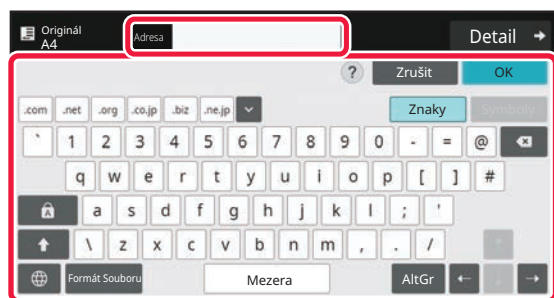 Originál
A4
Adresa
Detail
? Zrušit OK
.com .net .org .co.jp .biz .ne.jp Znaky Symboly
` 1 2 3 4 5 6 7 8 9 0 - = @
q w e r t y u i o p [ ] #
A a s d f g h j k l ; '
\ z x c v b n m , . /
Formát Souboru Mezera AltGr